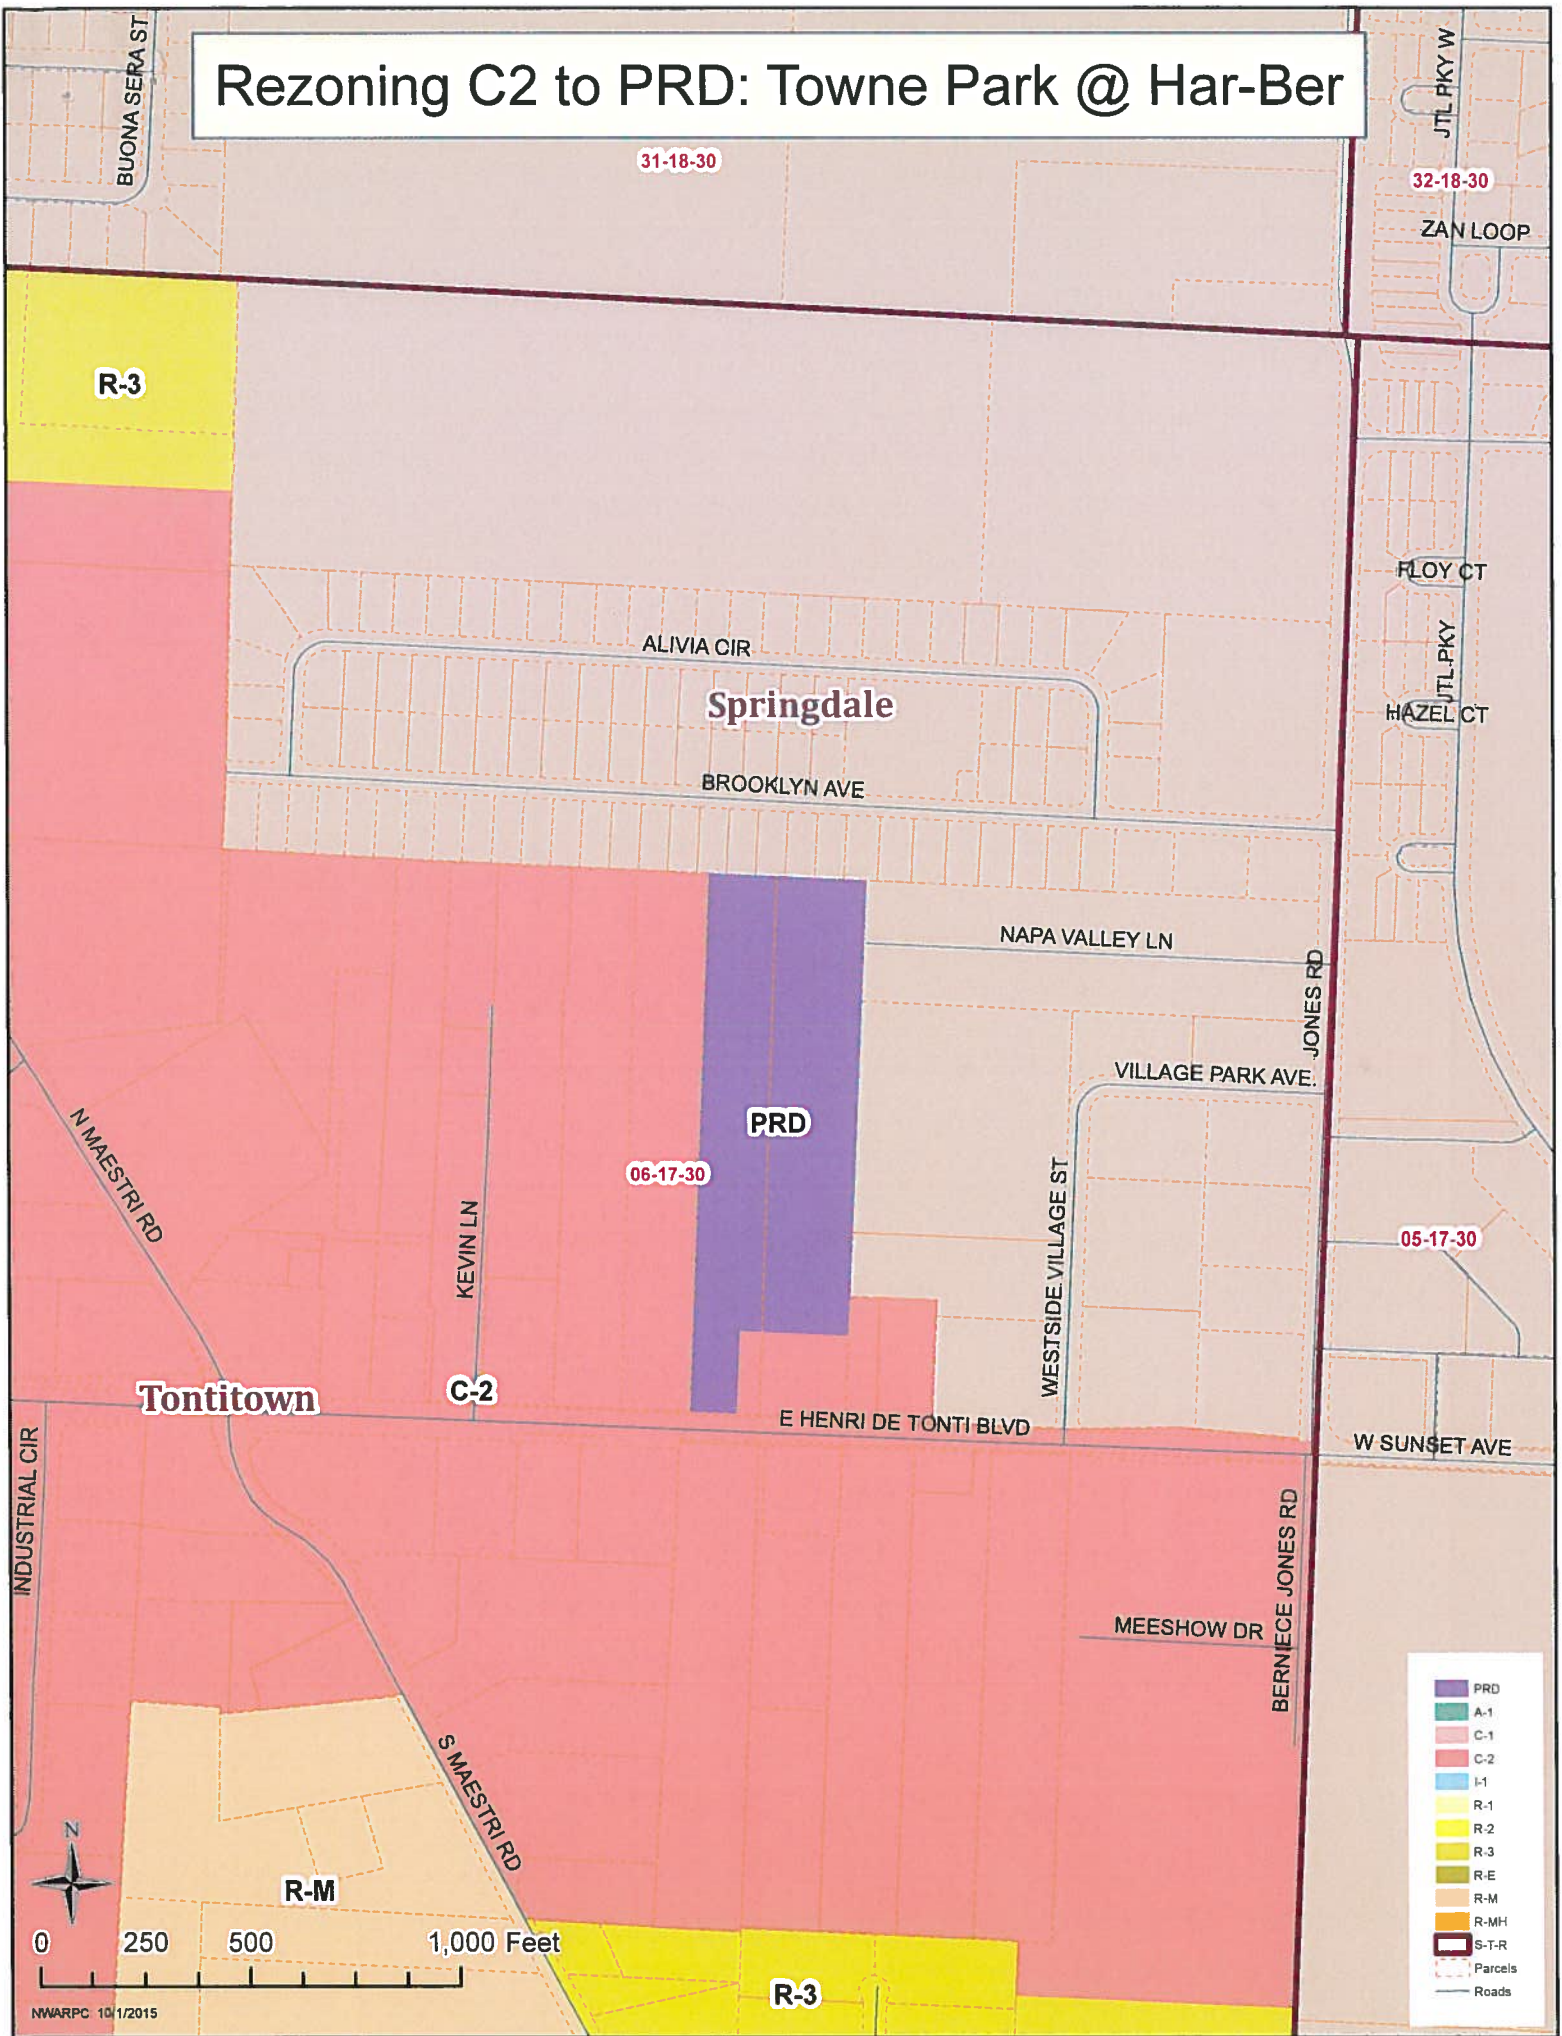 Rezoning C2 to PRD: Towne Park @ Har-Ber
BUONA SERA ST
JTL PKY W
31-18-30
32-18-30
ZAN LOOP
R-3
FLOY CT
ALIVIA CIR
JTL PKY
Springdale
HAZEL CT
BROOKLYN AVE
NAPA VALLEY LN
JONES RD
VILLAGE PARK AVE.
PRD
N MAESTRI RD
06-17-30
KEVIN LN
WESTSIDE VILLAGE ST
05-17-30
Tontitown
C-2
E HENRI DE TONTI BLVD
W SUNSET AVE
INDUSTRIAL CIR
BERNIECE JONES RD
MEESHOW DR
S MAESTRI RD
PRD
A-1
C-1
C-2
I-1
R-1
R-2
R-3
R-E
R-M
R-MH
S-T-R
Parcels
Roads
N
R-M
0 250 500 1,000 Feet
R-3
NWARPC 10/1/2015